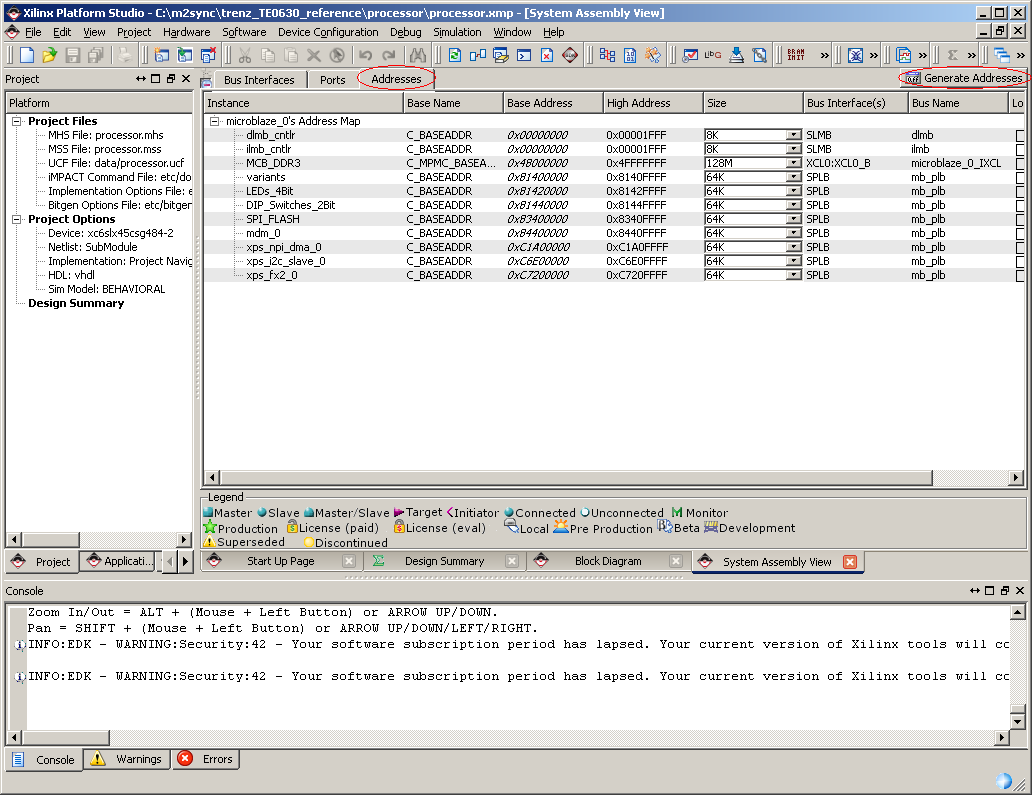 Xilinx Platform Studio - C:\m2sync\trenz_TE0630_reference\processor\processor.xmp - [System Assembly View]
File Edit View Project Hardware Software Device Configuration Debug Simulation Window Help
Project
Bus Interfaces Ports Addresses Generate Addresses
Platform
Project Files
MHS File: processor.mhs
MSS File: processor.mss
UCF File: data/processor.ucf
iMPACT Command File: etc/do
Implementation Options File: e
Bitgen Options File: etc/bitgen
Project Options
Device: xc6slx45csg484-2
Netlist: SubModule
Implementation: Project Navig
HDL: vhdl
Sim Model: BEHAVIORAL
Design Summary
Instance Base Name Base Address High Address Size Bus Interface(s) Bus Name Lo
microblaze_0's Address Map
dlmb_cntlr C_BASEADDR 0x00000000 0x00001FFF 8K SLMB dlmb
ilmb_cntlr C_BASEADDR 0x00000000 0x00001FFF 8K SLMB ilmb
MCB_DDR3 C_MPMC_BASEA... 0x48000000 0x4FFFFFFF 128M XCL0:XCL0_B microblaze_0_IXCL
variants C_BASEADDR 0x81400000 0x8140FFFF 64K SPLB mb_plb
LEDs_4Bit C_BASEADDR 0x81420000 0x8142FFFF 64K SPLB mb_plb
DIP_Switches_2Bit C_BASEADDR 0x81440000 0x8144FFFF 64K SPLB mb_plb
SPI_FLASH C_BASEADDR 0x83400000 0x8340FFFF 64K SPLB mb_plb
mdm_0 C_BASEADDR 0x84400000 0x8440FFFF 64K SPLB mb_plb
xps_npi_dma_0 C_BASEADDR 0xC1A00000 0xC1A0FFFF 64K SPLB mb_plb
xps_i2c_slave_0 C_BASEADDR 0xC6E00000 0xC6E0FFFF 64K SPLB mb_plb
xps_fx2_0 C_BASEADDR 0xC7200000 0xC720FFFF 64K SPLB mb_plb
Legend
Master Slave Master/Slave Target Initiator Connected Unconnected Monitor
Production License (paid) License (eval) Local Pre Production Beta Development
Superseded Discontinued
Project Applicati...
Start Up Page Design Summary Block Diagram System Assembly View
Console
Zoom In/Out = ALT + (Mouse + Left Button) or ARROW UP/DOWN.
Pan = SHIFT + (Mouse + Left Button) or ARROW UP/DOWN/LEFT/RIGHT.
INFO:EDK - WARNING:Security:42 - Your software subscription period has lapsed. Your current version of Xilinx tools will co
INFO:EDK - WARNING:Security:42 - Your software subscription period has lapsed. Your current version of Xilinx tools will co
Console Warnings Errors